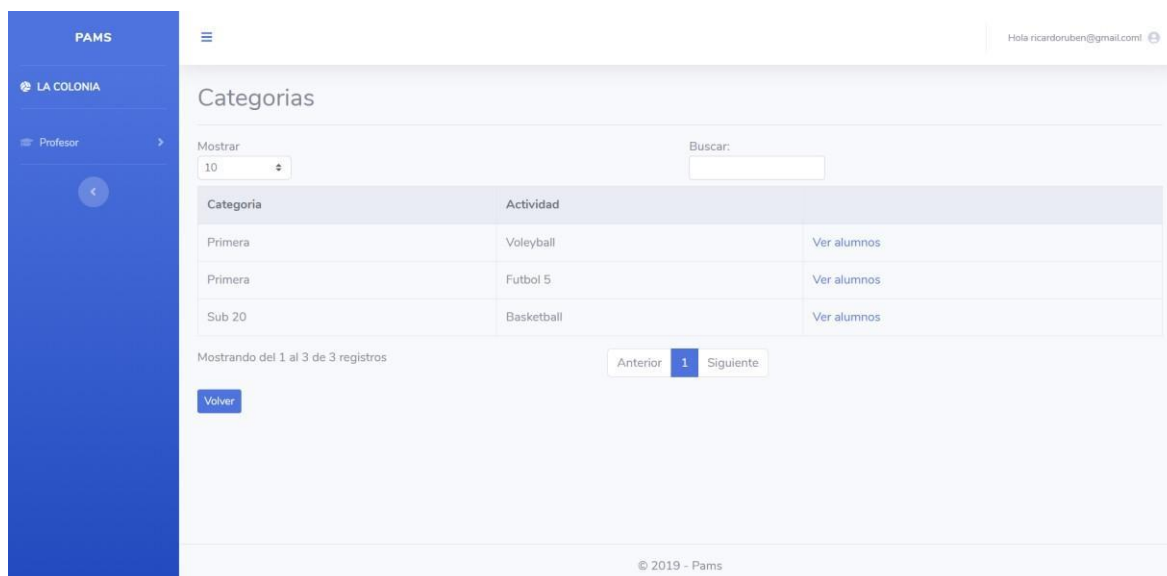 PAMS
Hola ricardoruben@gmail.com!
LA COLONIA
Profesor
Categorias
Mostrar
10
Buscar:
Categoria Actividad
Primera Voleyball Ver alumnos
Primera Futbol 5 Ver alumnos
Sub 20 Basketball Ver alumnos
Mostrando del 1 al 3 de 3 registros
Anterior 1 Siguiente
Volver
© 2019 - Pams